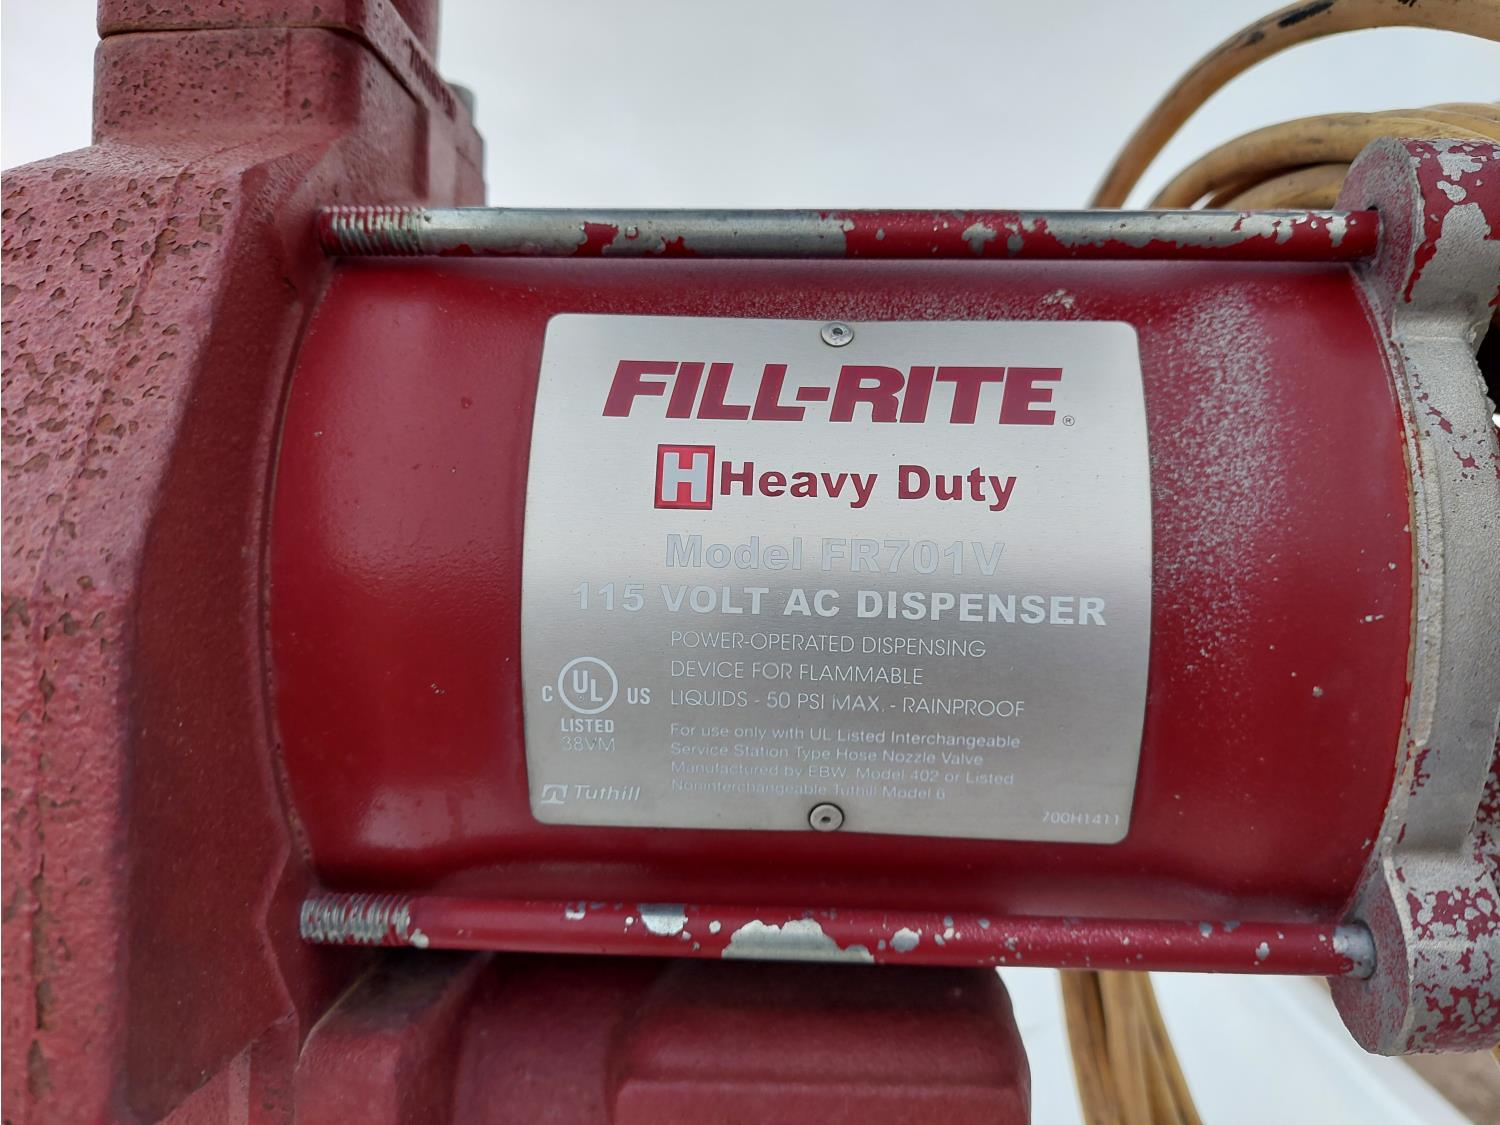 FILL-RITE®
H Heavy Duty
Model FR701V
115 VOLT AC DISPENSER
POWER-OPERATED DISPENSING
DEVICE FOR FLAMMABLE
LIQUIDS - 50 PSI MAX. - RAINPROOF
C UL US
LISTED
38VM
For use only with UL Listed Interchangeable
Service Station Type Hose Nozzle Valve
Manufactured by EBW, Model 402 or Listed
Noninterchangeable Tuthill Model 6
Tuthill
700H1411